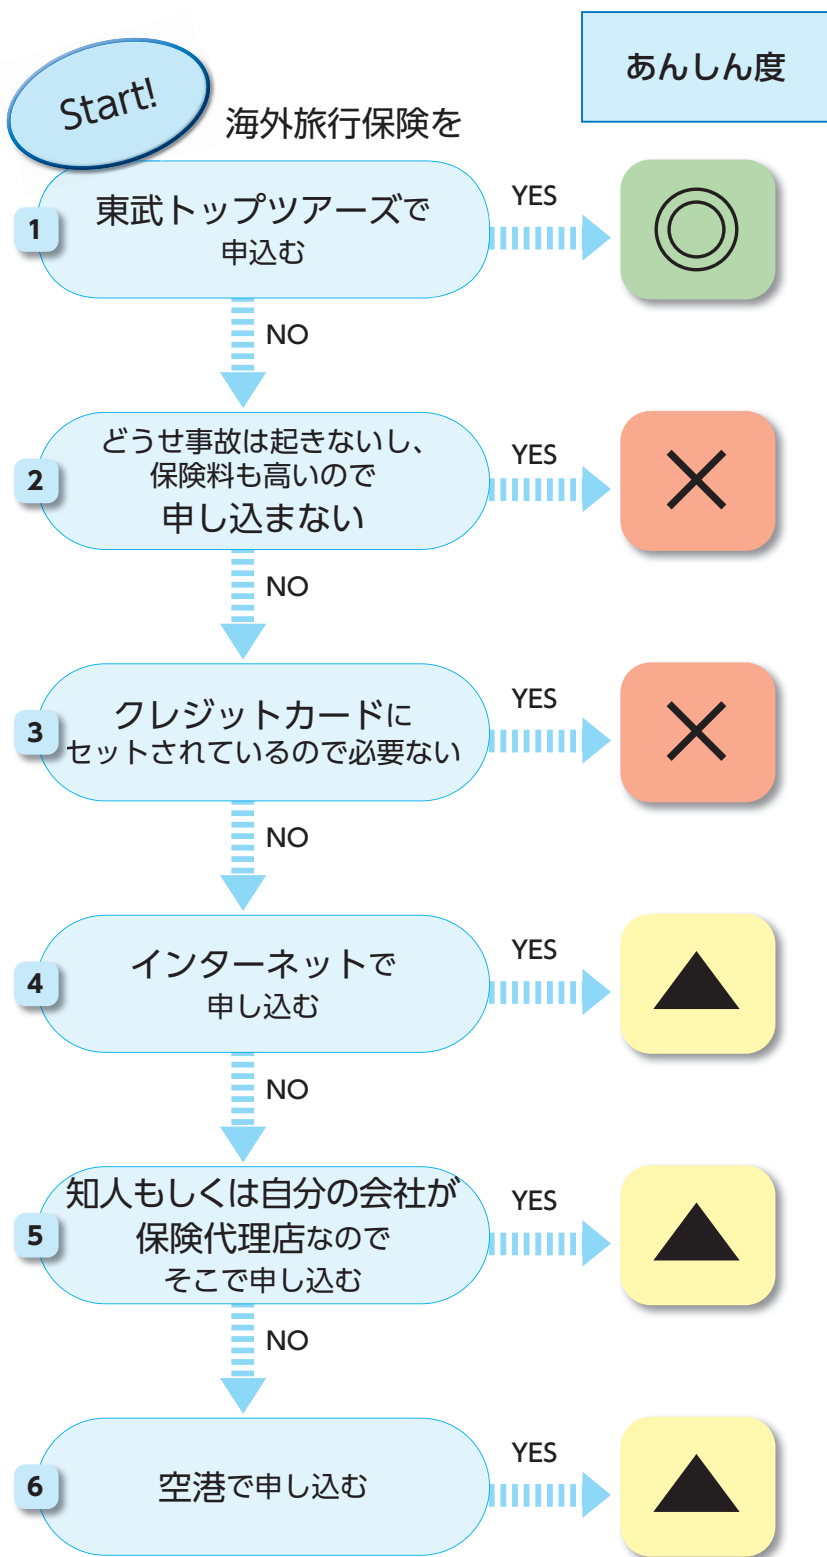 あんしん度
Start!
海外旅行保険を
1
東武トップツアーズで
申込む
YES
NO
2
どうせ事故は起きないし、
保険料も高いので
申し込まない
YES
NO
3
クレジットカードに
セットされているので必要ない
YES
NO
4
インターネットで
申し込む
YES
NO
5
知人もしくは自分の会社が
保険代理店なので
そこで申し込む
YES
NO
6
空港で申し込む
YES